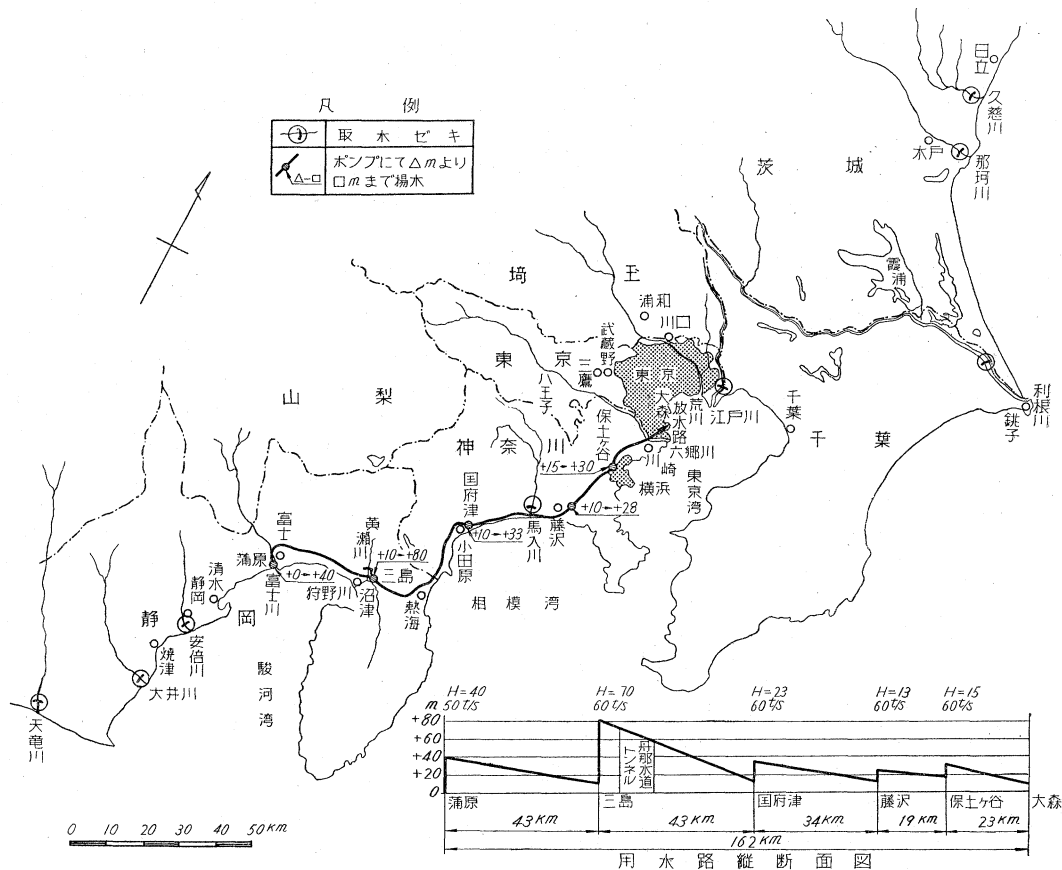 凡例
取水ゼキ
ポンプにて△mより
□mまで揚水
△-□
日立
久慈川
水戸
那珂川
茨城
霞浦
利根川
銚子
埼玉
浦和
川口
武蔵野
三鷹
東京
東京
八王子
大森
荒川
放水路
六郷川
江戸川
千葉
千葉
東京湾
川崎
横浜
保土ヶ谷
+15←+30
山梨
神奈川
国府津
小田原
+10←+33
馬入川
藤沢
+10←+28
相模湾
熱海
三島
+10←+80
黄瀬川
沼津
狩野川
富士
蒲原
富士川
+0←+40
清水
静岡
静岡
安倍川
焼津
大井川
天竜川
駿河湾
H=40
50t/s
H=70
60t/s
H=23
60t/s
H=13
60t/s
H=15
60t/s
m
+80
+60
+40
+20
0
丹那水道
トンネル
蒲原
三島
国府津
藤沢
保土ヶ谷
大森
43KM
43KM
34KM
19KM
23KM
162KM
用水路縦断面図
0 10 20 30 40 50KM